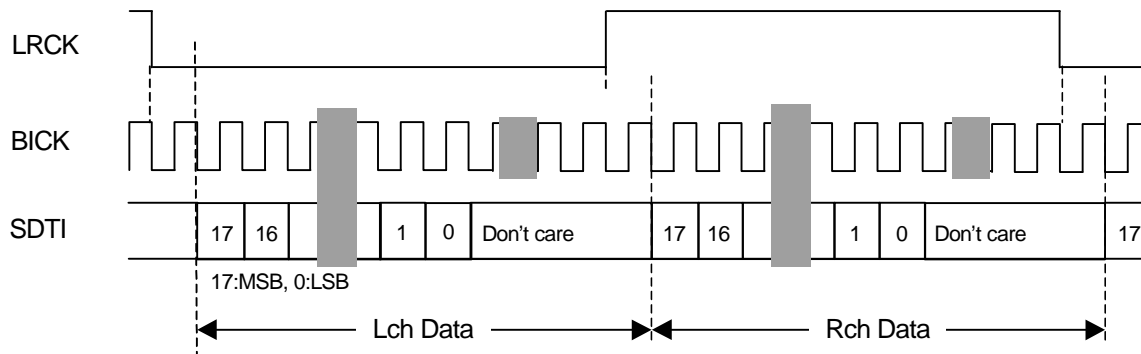 LRCK
BICK
SDTI 17 16 1 0 Don't care 17 16 1 0 Don't care 17
17:MSB, 0:LSB
Lch Data Rch Data